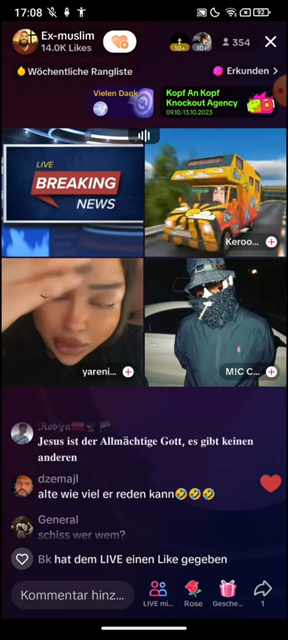 17:08
92
Ex-muslim
14.0K Likes
10+
10+
354
Wöchentliche Rangliste
Erkunden
Vielen Dank
Kopf An Kopf
Knockout Agency
09.10-13.10.2023
LIVE
BREAKING
NEWS
Keroo...
yareni...
M!C C...
Jesus ist der Allmächtige Gott, es gibt keinen
anderen
dzemajl
alte wie viel er reden kann🤣🤣🤣
General
schiss wer wem?
Bk hat dem LIVE einen Like gegeben
Kommentar hinz...
LIVE mi...
Rose
Gesche...
1